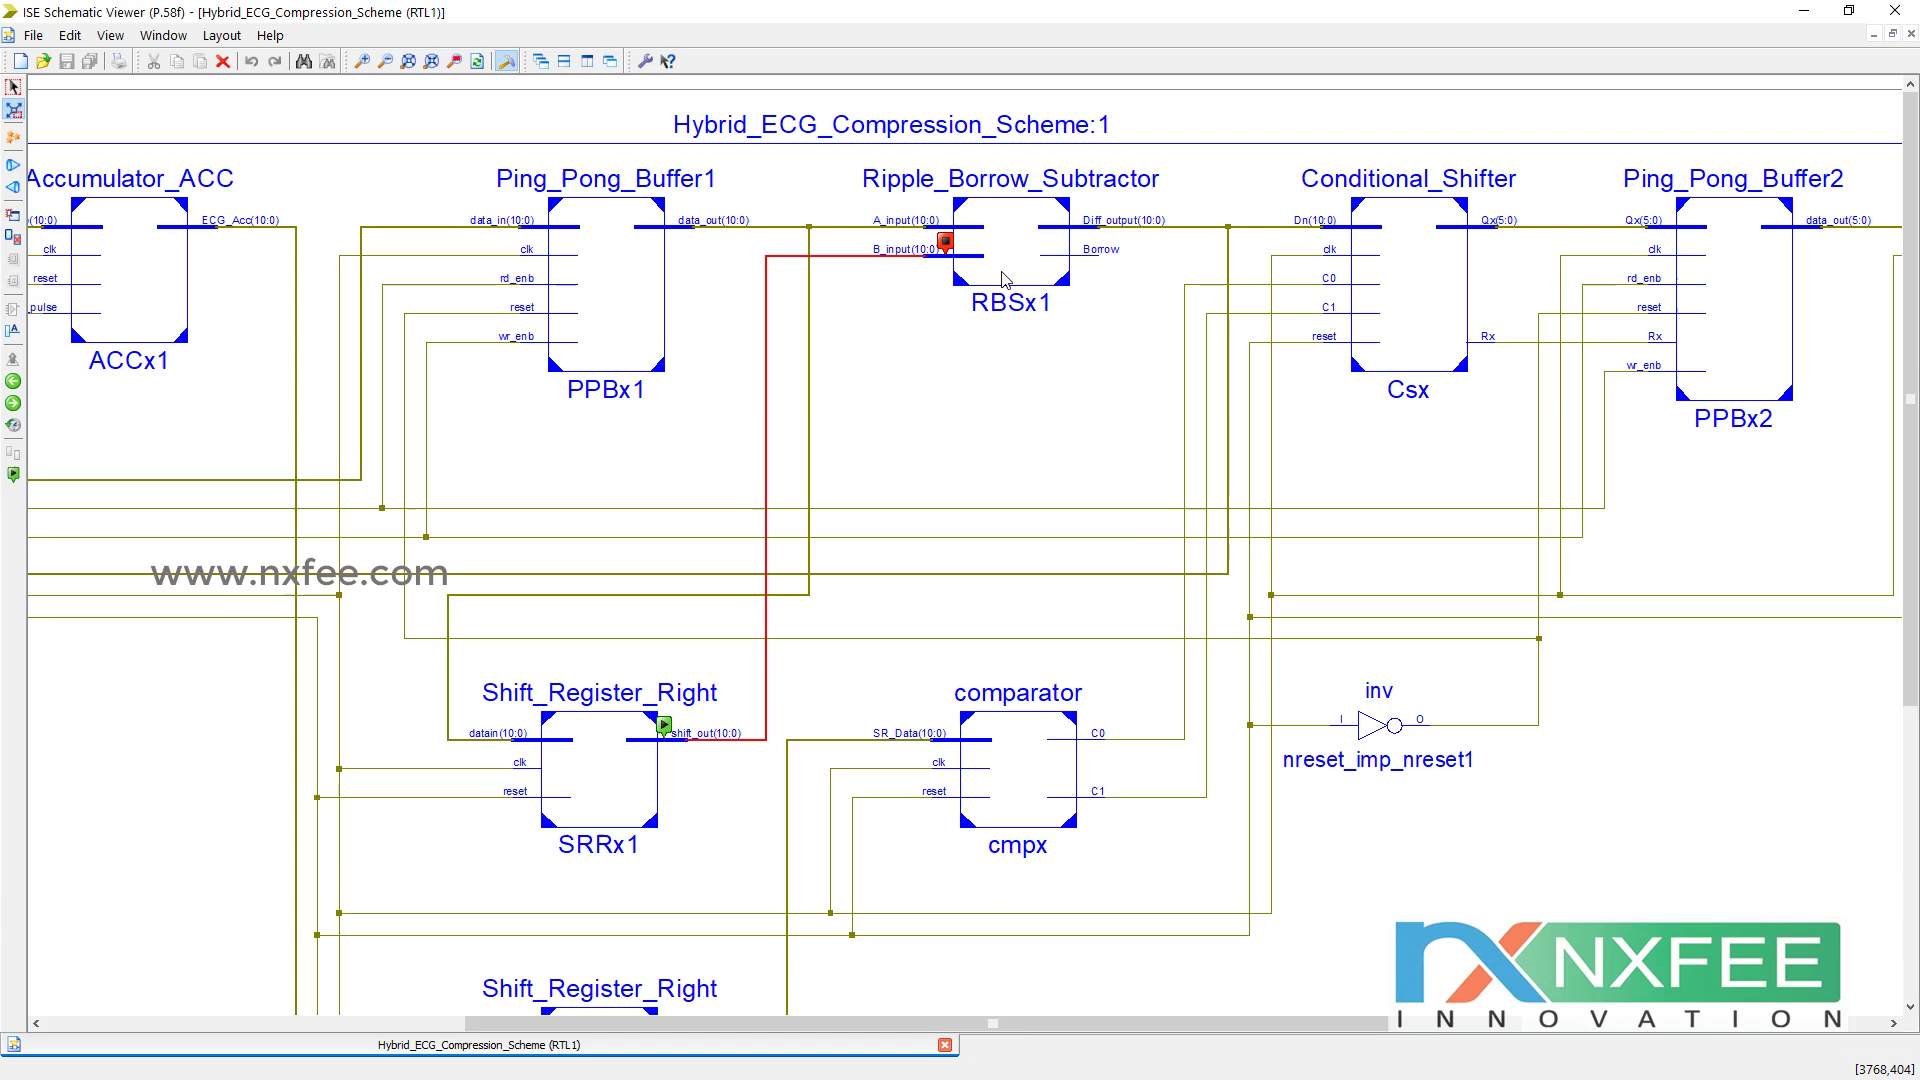 ISE Schematic Viewer (P.58f) - [Hybrid_ECG_Compression_Scheme (RTL1)]
File Edit View Window Layout Help
Hybrid_ECG_Compression_Scheme:1
Accumulator_ACC
(10:0)
clk
reset
_pulse
ECG_Acc(10:0)
ACCx1
Ping_Pong_Buffer1
data_in(10:0)
clk
rd_enb
reset
wr_enb
data_out(10:0)
PPBx1
Ripple_Borrow_Subtractor
A_input(10:0)
B_input(10:0)
Diff_output(10:0)
Borrow
RBSx1
Conditional_Shifter
Dn(10:0)
clk
C0
C1
reset
Qx(5:0)
Rx
Csx
Ping_Pong_Buffer2
Qx(5:0)
clk
rd_enb
reset
Rx
wr_enb
data_out(5:0)
PPBx2
www.nxfee.com
Shift_Register_Right
datain(10:0)
clk
reset
shift_out(10:0)
SRRx1
comparator
SR_Data(10:0)
clk
reset
C0
C1
cmpx
inv
I
O
nreset_imp_nreset1
Shift_Register_Right
NXFEE
INNOVATION
Hybrid_ECG_Compression_Scheme (RTL1)
[3768,404]